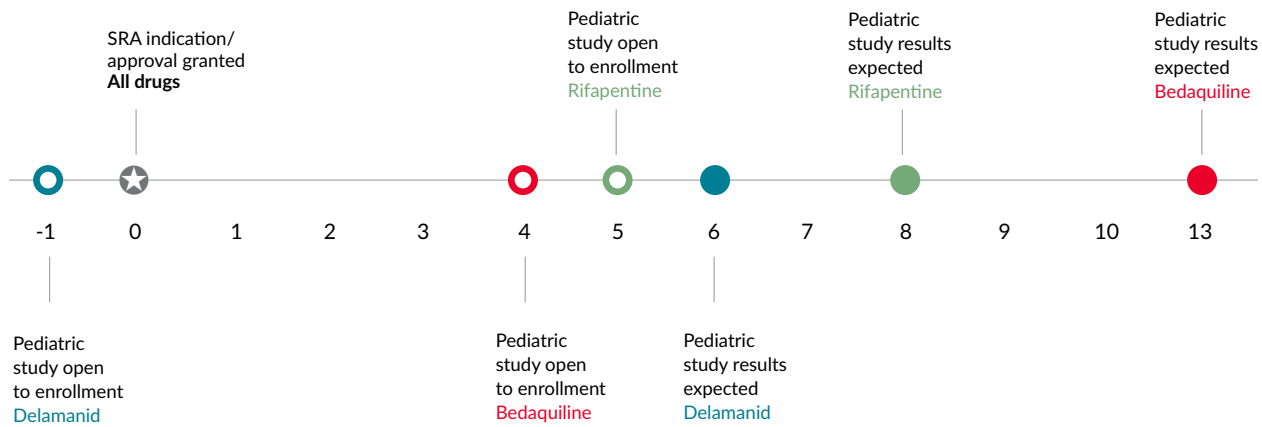 SRA indication/
approval granted
All drugs
Pediatric
study open
to enrollment
Rifapentine
Pediatric
study results
expected
Rifapentine
Pediatric
study results
expected
Bedaquiline
-1 0 1 2 3 4 5 6 7 8 9 10 13
Pediatric
study open
to enrollment
Delamanid
Pediatric
study open
to enrollment
Bedaquiline
Pediatric
study results
expected
Delamanid